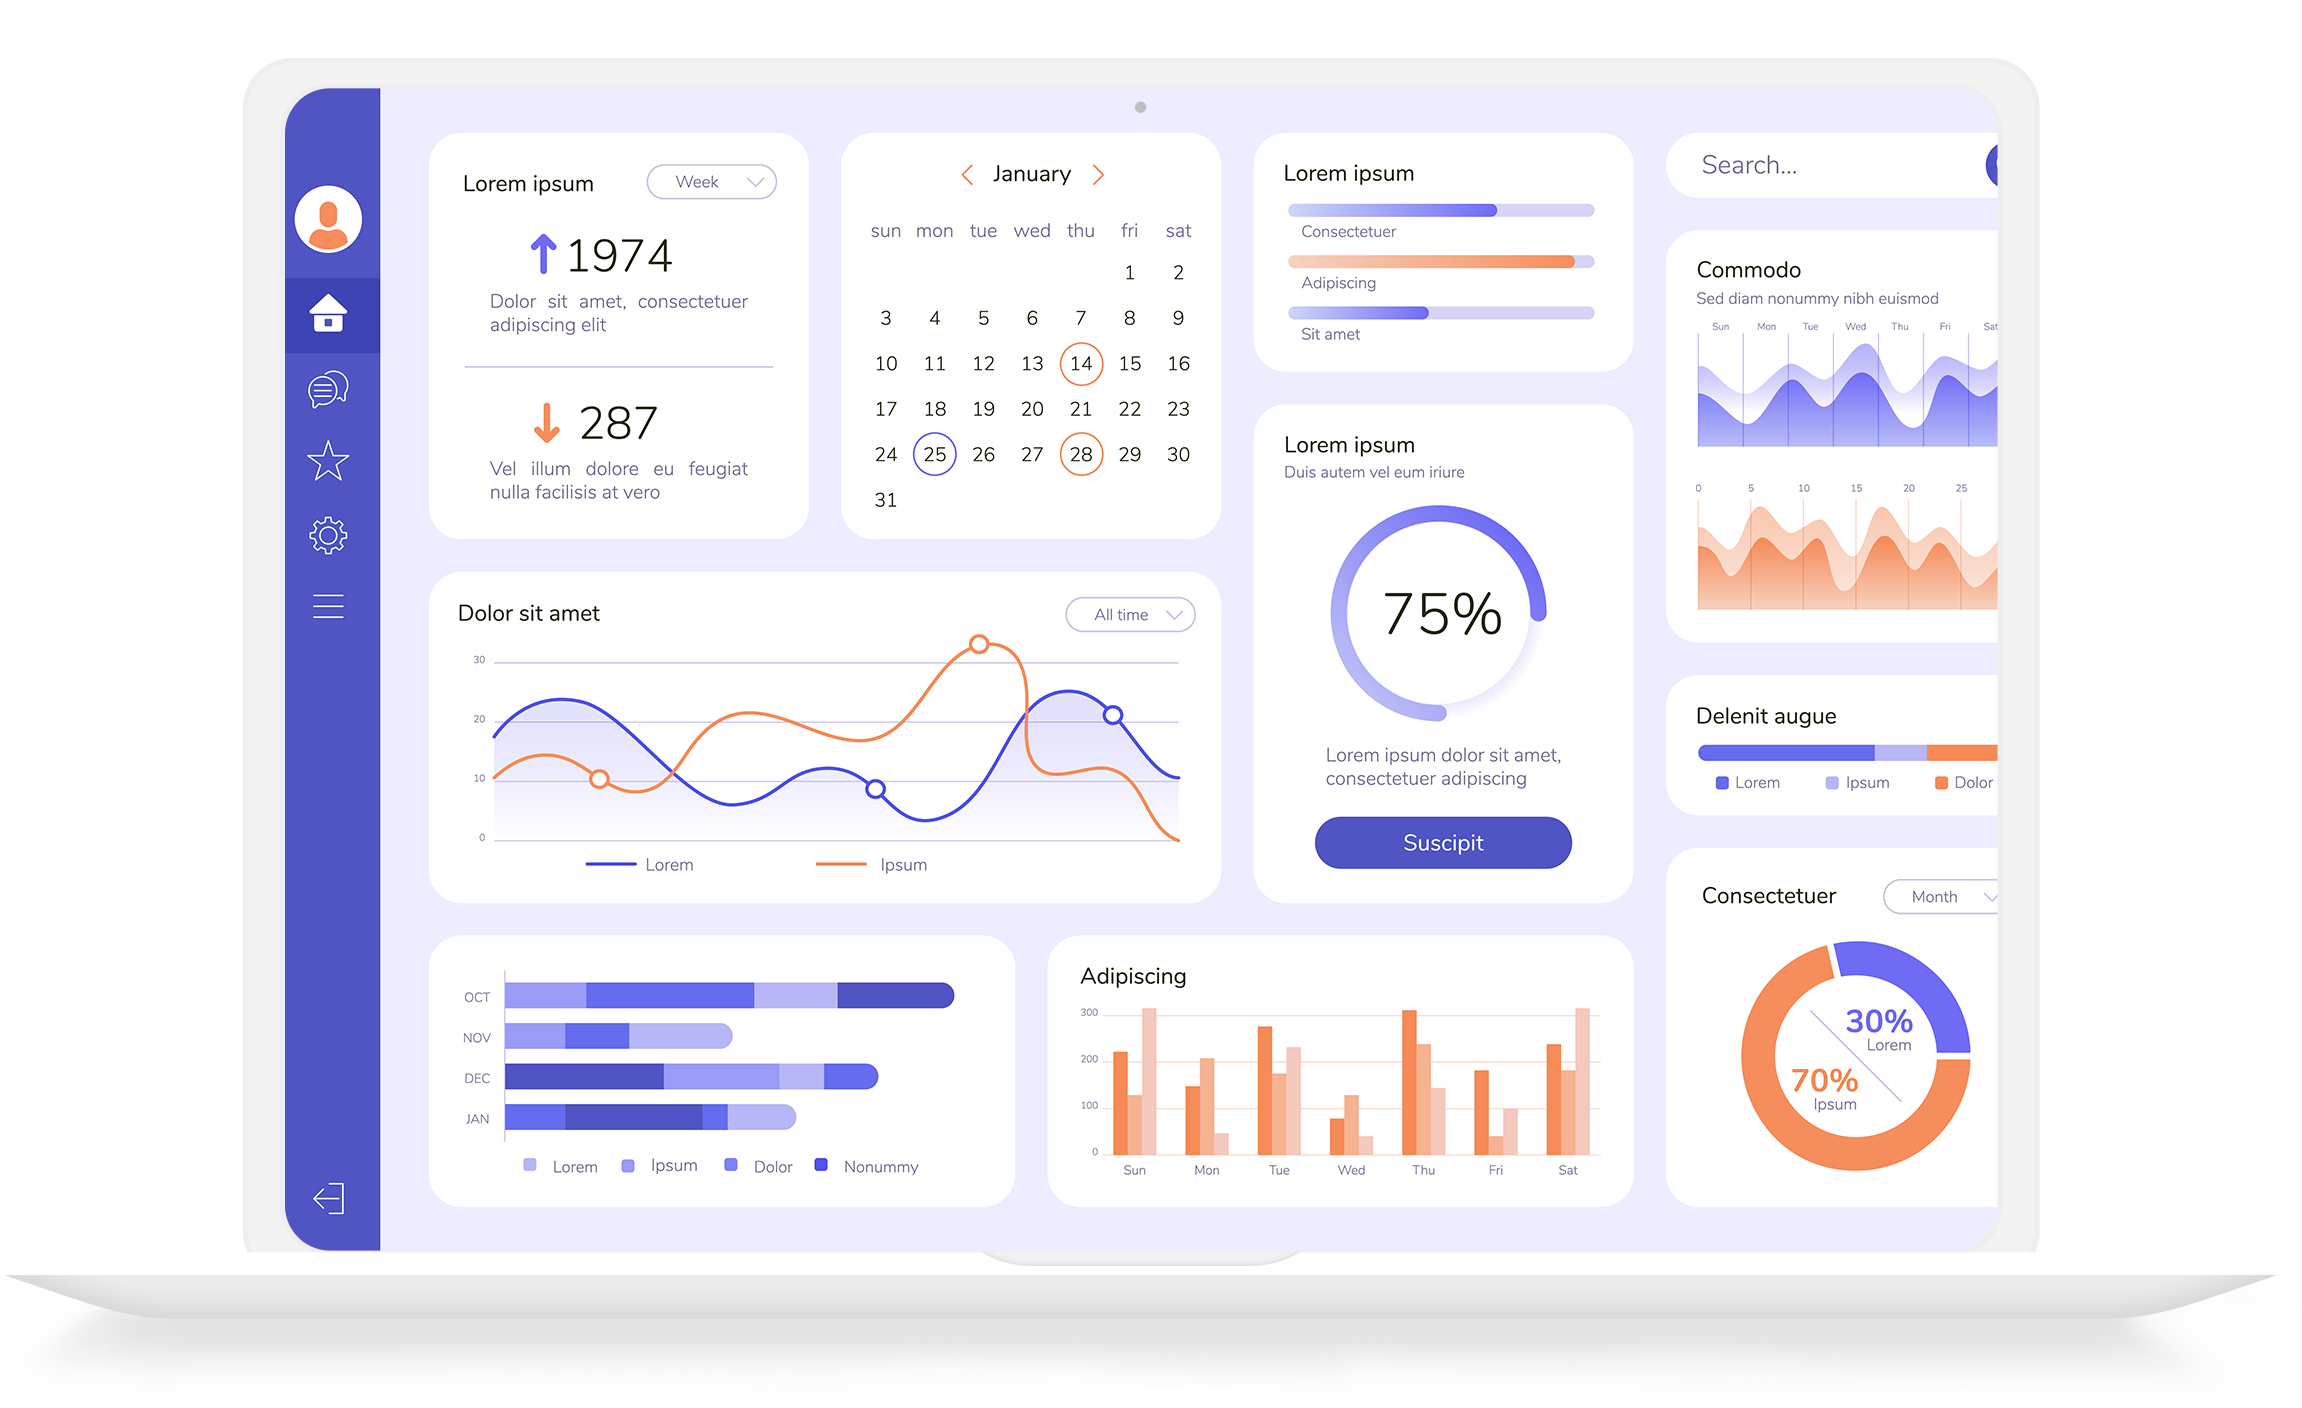 Lorem ipsum
Week
1974
Dolor sit amet, consectetuer
adipiscing elit
287
Vel illum dolore eu feugiat
nulla facilisis at vero
January
sun mon tue wed thu fri sat
1 2
3 4 5 6 7 8 9
10 11 12 13 14 15 16
17 18 19 20 21 22 23
24 25 26 27 28 29 30
31
Lorem ipsum
Consectetuer
Adipiscing
Sit amet
Search...
Commodo
Sed diam nonummy nibh euismod
Sun Mon Tue Wed Thu Fri Sat
0 5 10 15 20 25
Lorem ipsum
Duis autem vel eum iriure
75%
Lorem ipsum dolor sit amet,
consectetuer adipiscing
Suscipit
Dolor sit amet
All time
30
20
10
0
Lorem Ipsum
Delenit augue
Lorem Ipsum Dolor
OCT
NOV
DEC
JAN
Lorem Ipsum Dolor Nonummy
Adipiscing
300
200
100
0
Sun Mon Tue Wed Thu Fri Sat
Consectetuer
Month
30%
Lorem
70%
Ipsum